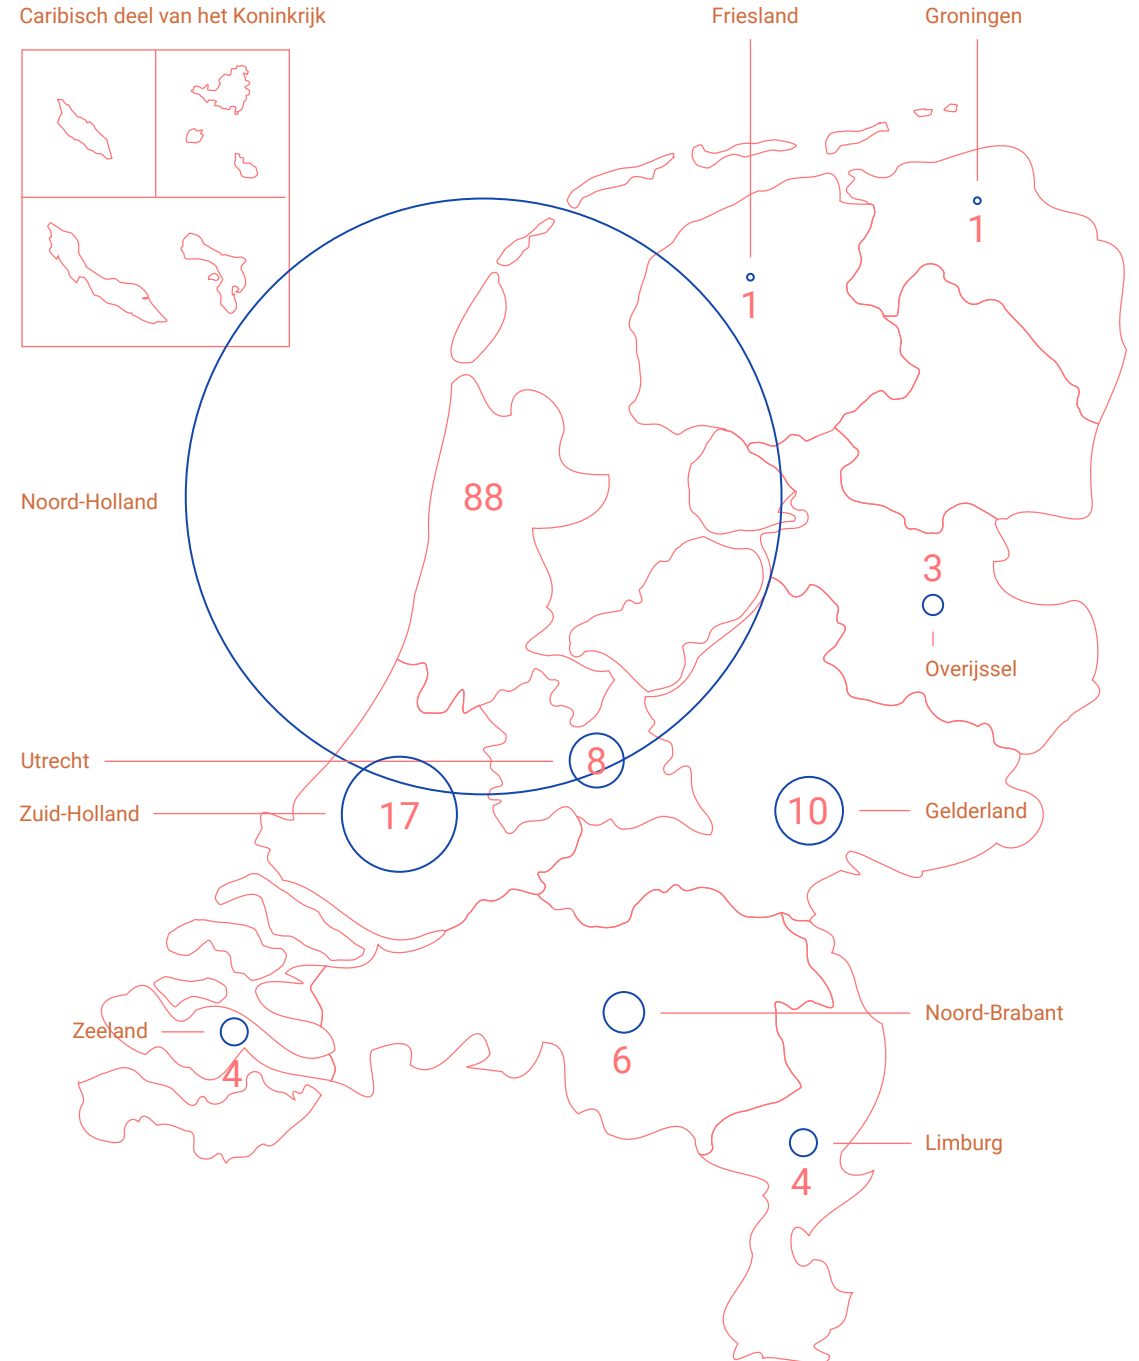 Caribisch deel van het Koninkrijk
Friesland
Groningen
1
1
Noord-Holland
88
3
Overijssel
Utrecht
8
Zuid-Holland
17
10
Gelderland
Noord-Brabant
6
Zeeland
4
Limburg
4